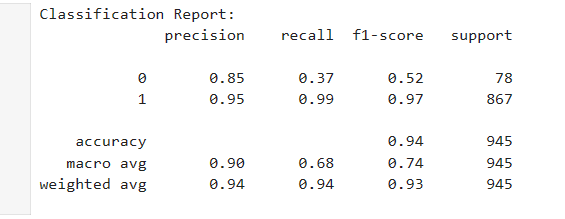 Classification Report:
precision recall f1-score support
0 0.85 0.37 0.52 78
1 0.95 0.99 0.97 867
accuracy 0.94 945
macro avg 0.90 0.68 0.74 945
weighted avg 0.94 0.94 0.93 945